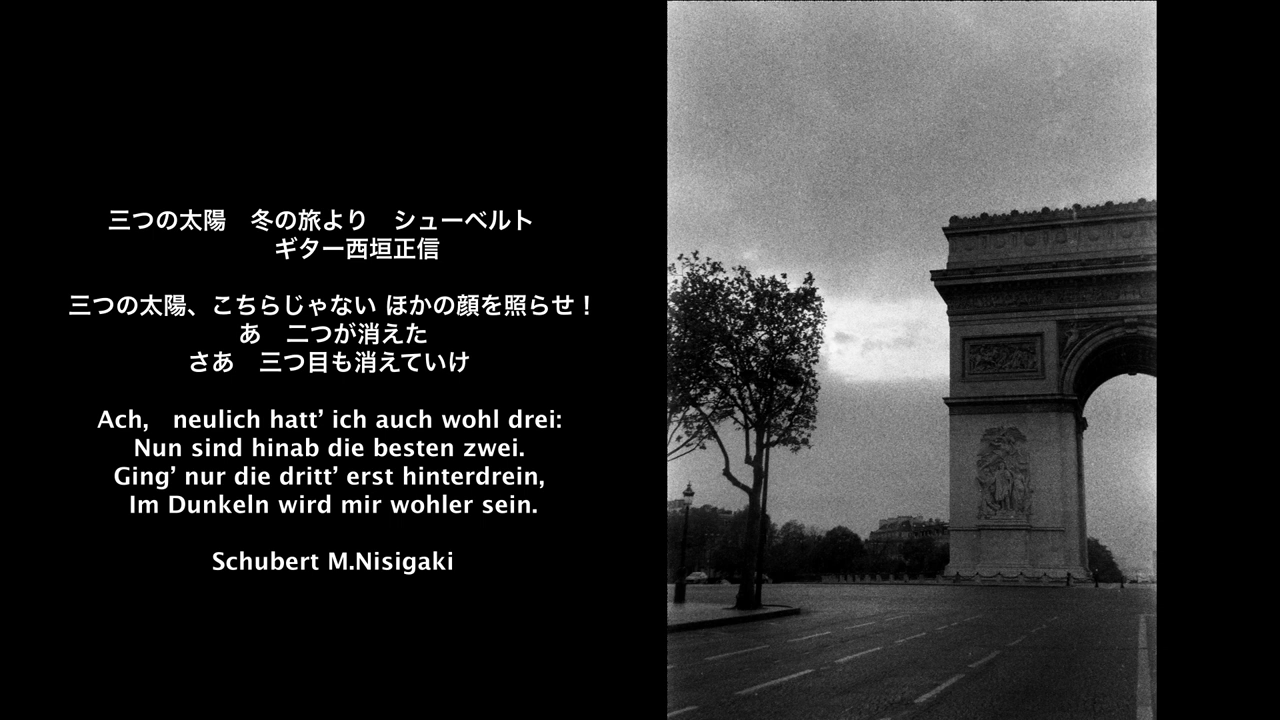 三つの太陽　冬の旅より　シューベルト
ギター西垣正信
三つの太陽、こちらじゃない ほかの顔を照らせ！
あ　二つが消えた
さあ　三つ目も消えていけ
Ach,　neulich hatt’ ich auch wohl drei:
Nun sind hinab die besten zwei.
Ging’ nur die dritt’ erst hinterdrein,
Im Dunkeln wird mir wohler sein.
Schubert M.Nisigaki